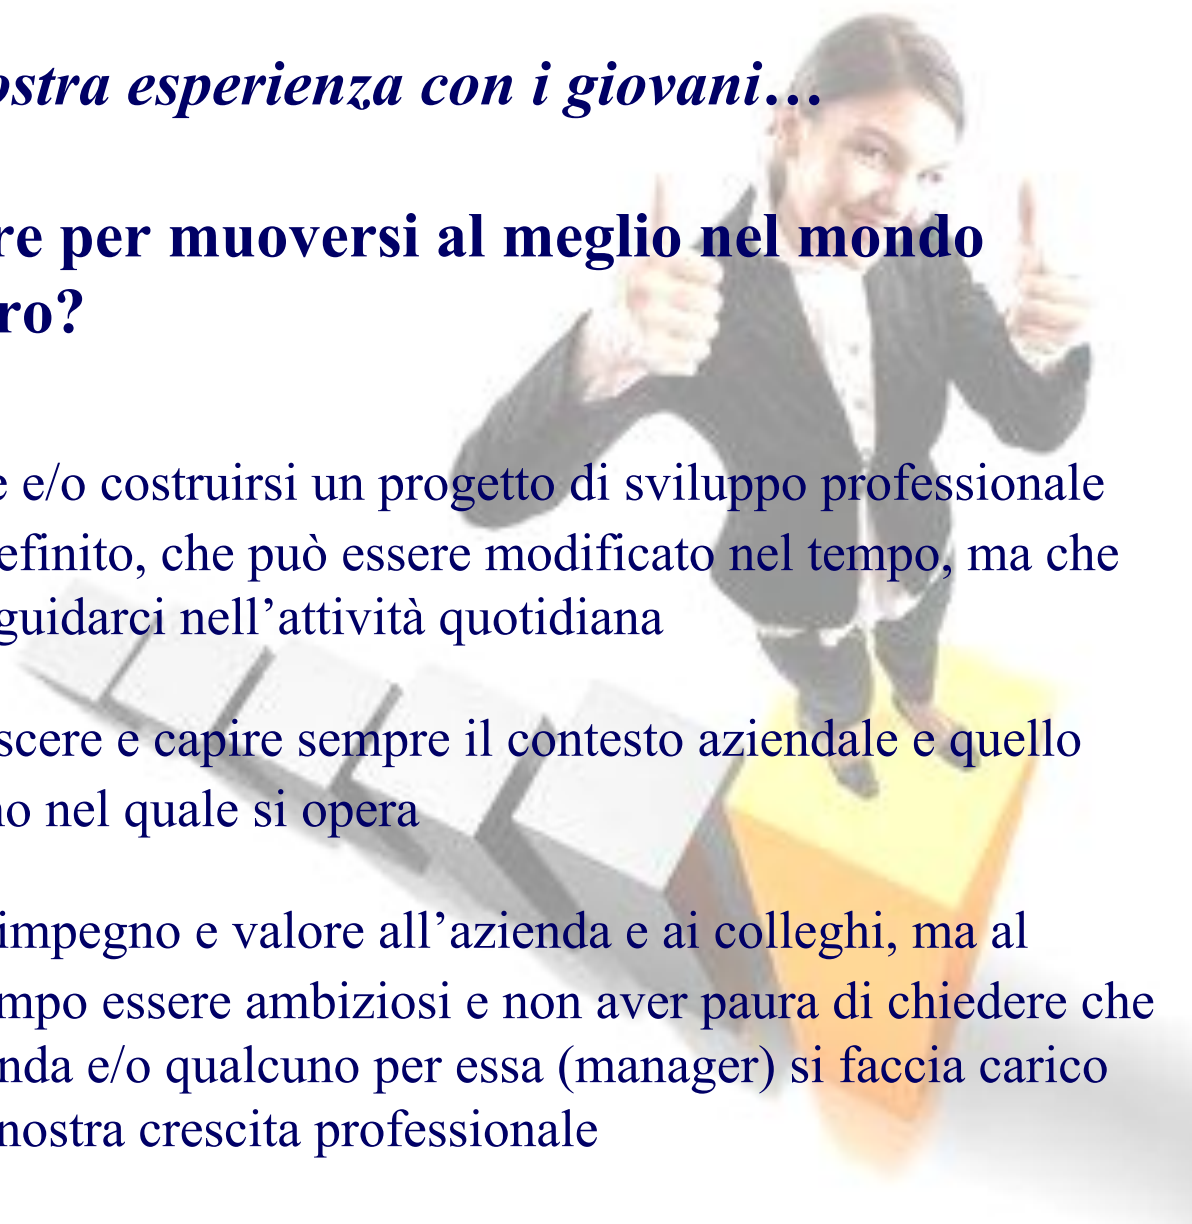 ostra esperienza con i giovani…
re per muoversi al meglio nel mondo
ro?
e e/o costruirsi un progetto di sviluppo professionale
efinito, che può essere modificato nel tempo, ma che
guidarci nell’attività quotidiana
scere e capire sempre il contesto aziendale e quello
no nel quale si opera
impegno e valore all’azienda e ai colleghi, ma al
mpo essere ambiziosi e non aver paura di chiedere che
nda e/o qualcuno per essa (manager) si faccia carico
nostra crescita professionale